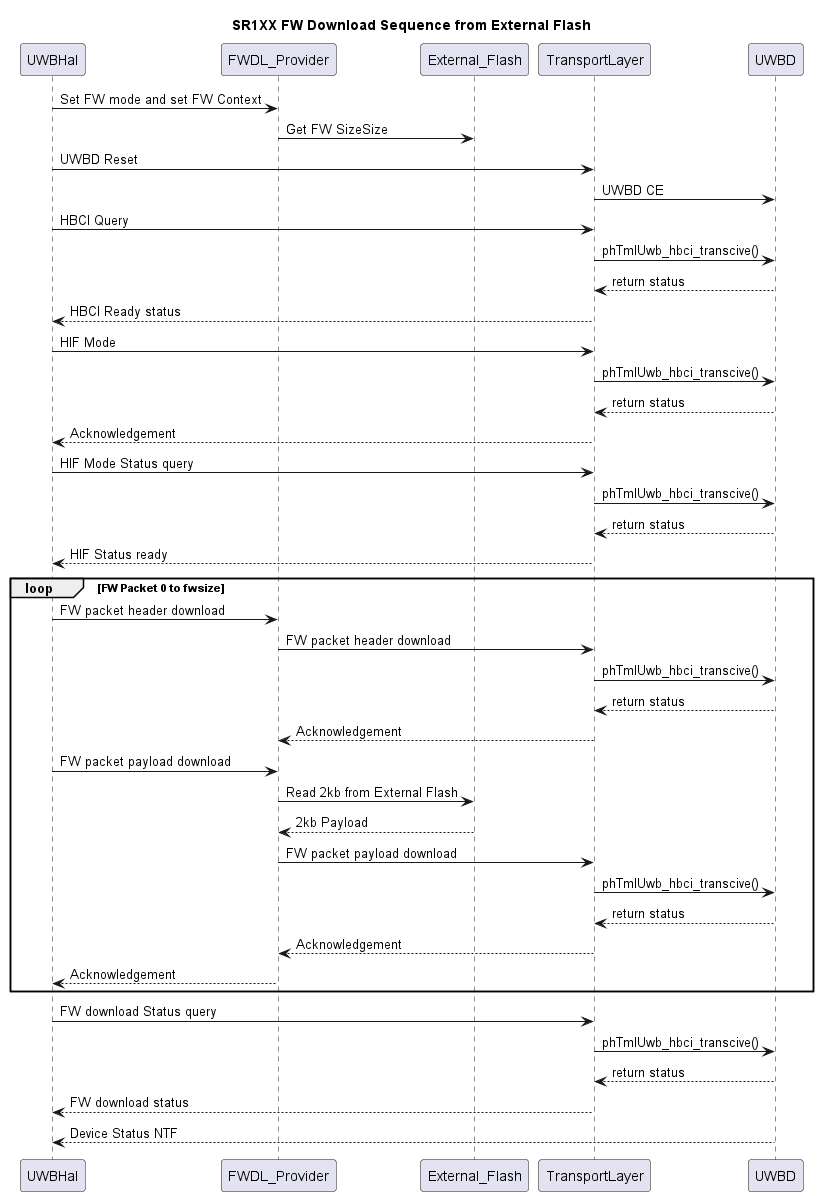 SR1XX FW Download Sequence from External Flash
UWBHal FWDL_Provider External_Flash TransportLayer UWBD
Set FW mode and set FW Context
Get FW SizeSize
UWBD Reset
UWBD CE
HBCI Query
phTmlUwb_hbci_transcive()
return status
HBCI Ready status
HIF Mode
phTmlUwb_hbci_transcive()
return status
Acknowledgement
HIF Mode Status query
phTmlUwb_hbci_transcive()
return status
HIF Status ready
loop [FW Packet 0 to fwsize]
FW packet header download
FW packet header download
phTmlUwb_hbci_transcive()
return status
Acknowledgement
FW packet payload download
Read 2kb from External Flash
2kb Payload
FW packet payload download
phTmlUwb_hbci_transcive()
return status
Acknowledgement
Acknowledgement
FW download Status query
phTmlUwb_hbci_transcive()
return status
FW download status
Device Status NTF
UWBHal FWDL_Provider External_Flash TransportLayer UWBD